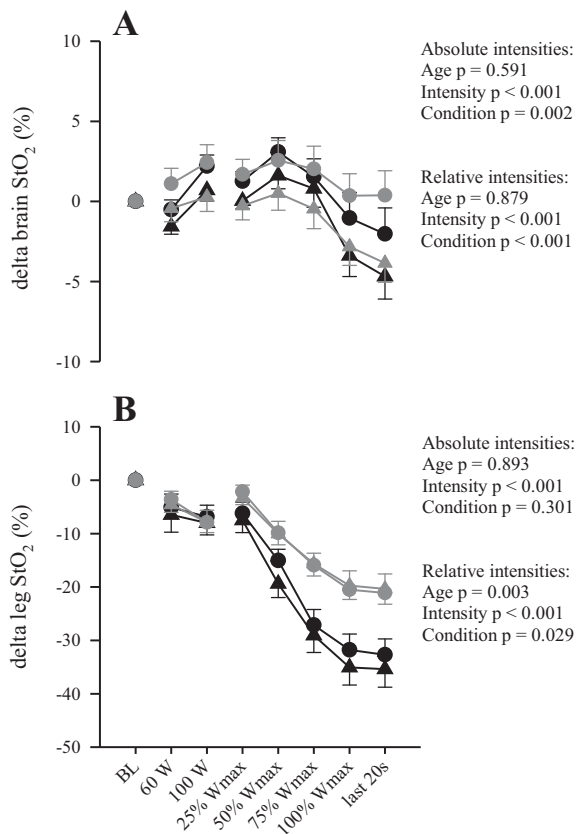 A
10
5
0
-5
-10
delta brain StO2 (%)
Absolute intensities:
Age p = 0.591
Intensity p < 0.001
Condition p = 0.002
Relative intensities:
Age p = 0.879
Intensity p < 0.001
Condition p < 0.001
B
10
0
-10
-20
-30
-40
-50
delta leg StO2 (%)
Absolute intensities:
Age p = 0.893
Intensity p < 0.001
Condition p = 0.301
Relative intensities:
Age p = 0.003
Intensity p < 0.001
Condition p = 0.029
BL
60 W
100 W
25% Wmax
50% Wmax
75% Wmax
100% Wmax
last 20s